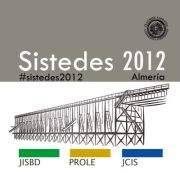 Sistedes 2012
#sistedes2012 Almería
JISBD PROLE JCIS